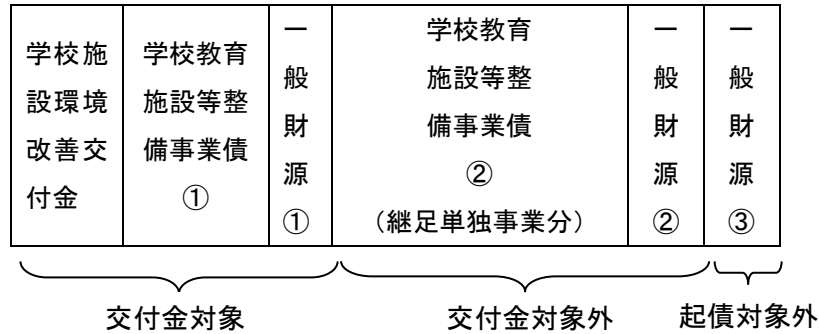 学校施
設環境
改善交
付金
学校教育
施設等整
備事業債
①
一
般
財
源
①
学校教育
施設等整
備事業債
②
(継足単独事業分)
一
般
財
源
②
一
般
財
源
③
交付金対象
交付金対象外
起債対象外